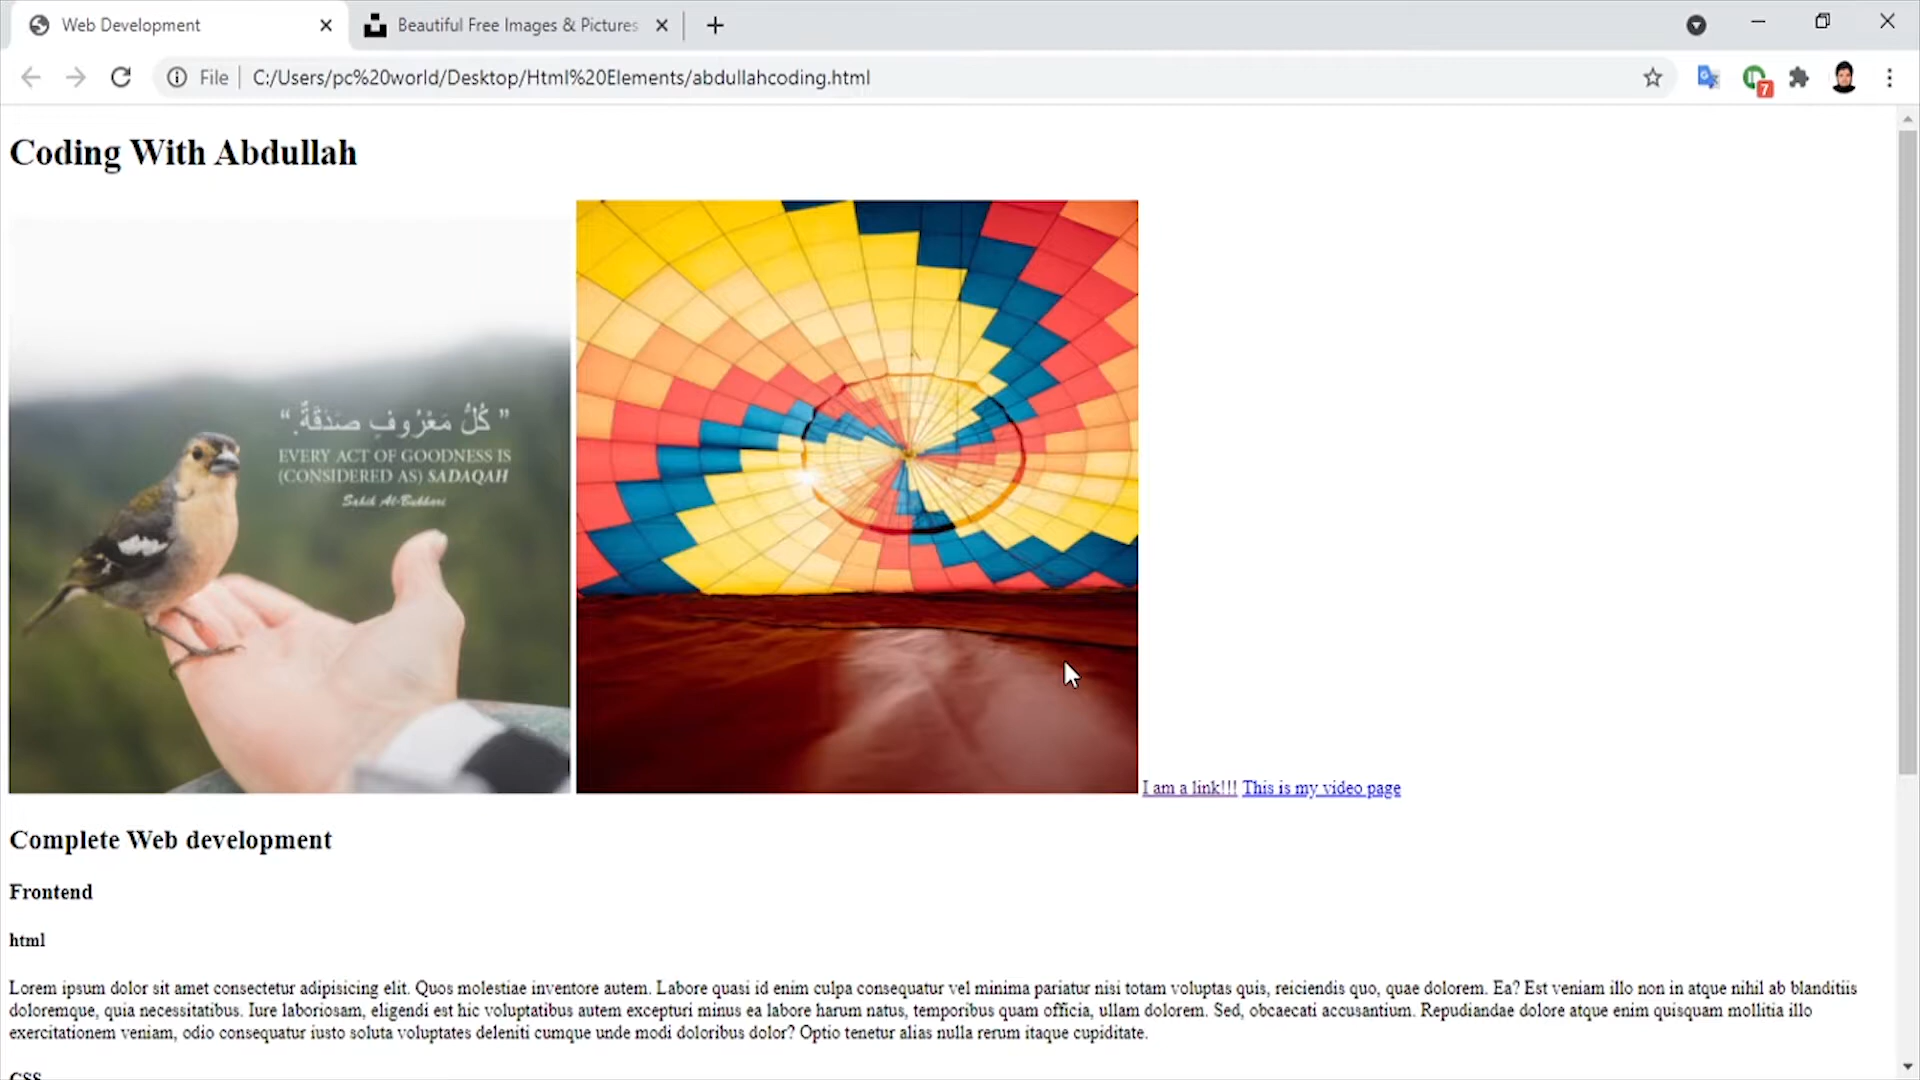 Web Development
Beautiful Free Images & Pictures
File
C:/Users/pc%20world/Desktop/Html%20Elements/abdullahcoding.html
7
Coding With Abdullah
” كُلُّ مَعْرُوفٍ صَدَقَةٌ. “
EVERY ACT OF GOODNESS IS
(CONSIDERED AS) SADAQAH
Sahih Al-Bukhari
I am a link!!! This is my video page
Complete Web development
Frontend
html
Lorem ipsum dolor sit amet consectetur adipisicing elit. Quos molestiae inventore autem. Labore quasi id enim culpa consequatur vel minima pariatur nisi totam voluptas quis, reiciendis quo, quae dolorem. Ea? Est veniam illo non in atque nihil ab blanditiis
doloremque, quia necessitatibus. Iure laboriosam, eligendi est hic voluptatibus autem excepturi minus ea labore harum natus, temporibus quam officia, ullam dolorem. Sed, obcaecati accusantium. Repudiandae dolore atque enim quisquam mollitia illo
exercitationem veniam, odio consequatur iusto soluta voluptates deleniti cumque unde modi doloribus dolor? Optio tenetur alias nulla rerum itaque cupiditate.
CSS